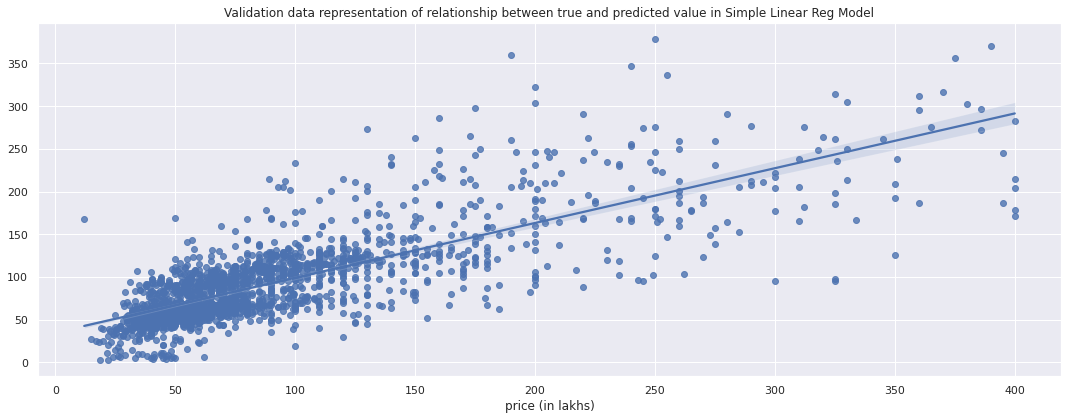 Validation data representation of relationship between true and predicted value in Simple Linear Reg Model
350
300
250
200
150
100
50
0
0 50 100 150 200 250 300 350 400
price (in lakhs)